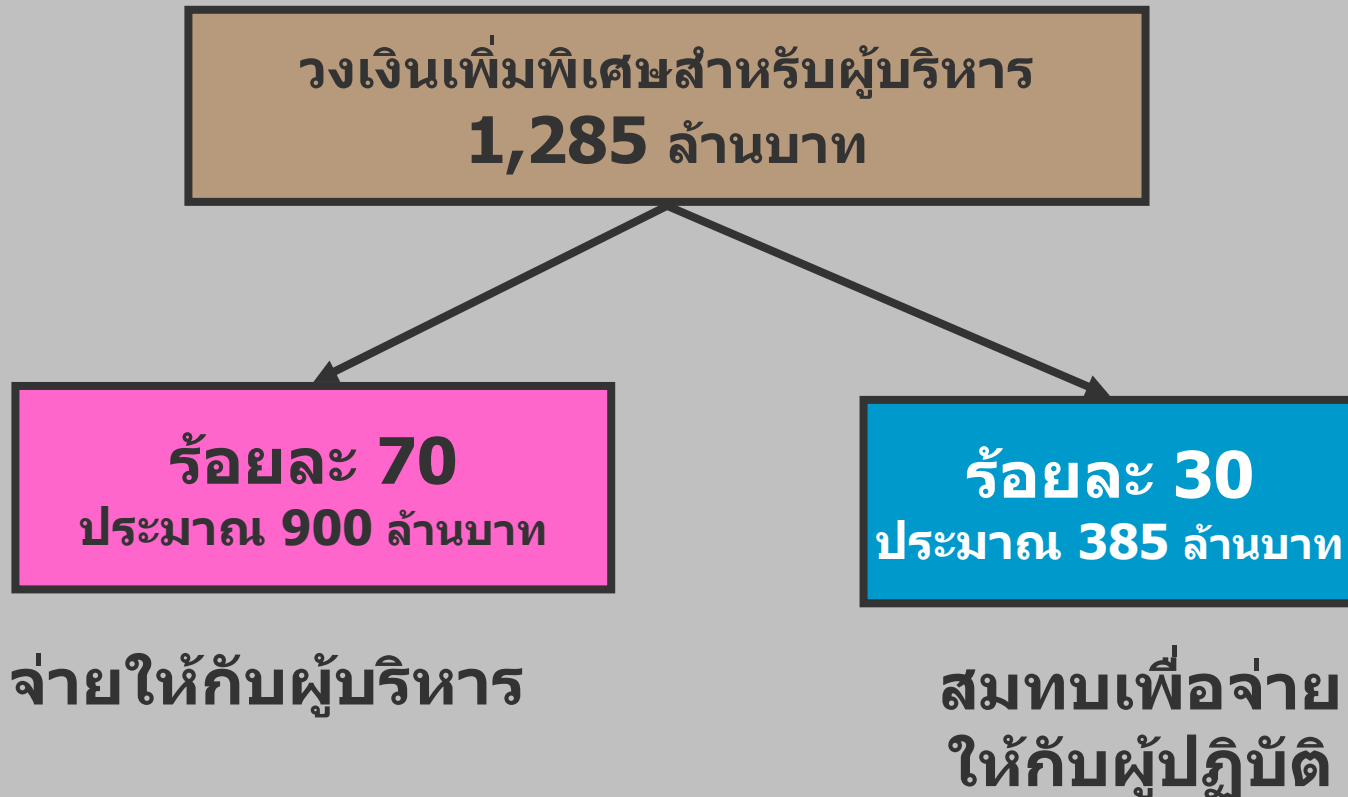 วงเงินเพิ่มพิเศษสำหรับผู้บริหาร
1,285 ล้านบาท
ร้อยละ 70
ประมาณ 900 ล้านบาท
ร้อยละ 30
ประมาณ 385 ล้านบาท
จ่ายให้กับผู้บริหาร
สมทบเพื่อจ่าย
ให้กับผู้ปฏิบัติ